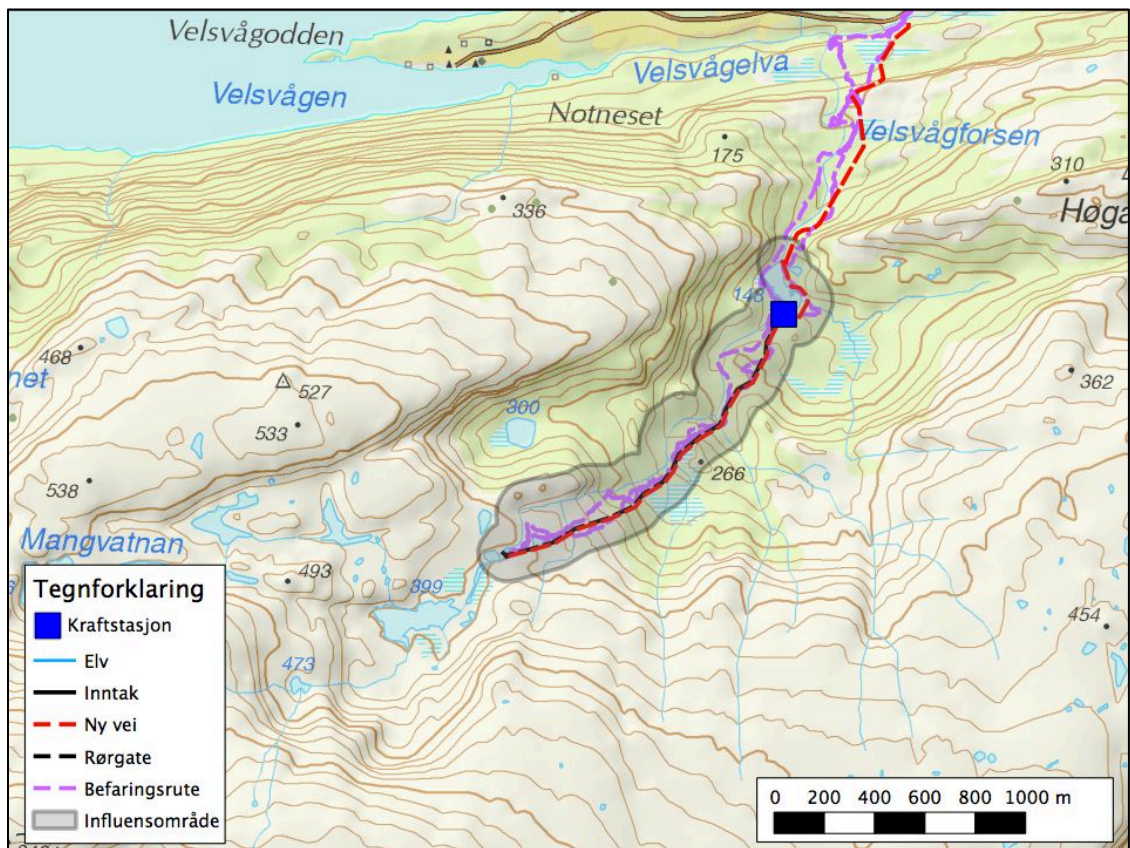 Velsvågodden
Velsvågen
Velsvågelva
Notneset
Velsvågforsen
175
310
336
Høga
148
468
net
527
300
362
533
538
266
Mangvatnan
493
399
454
473
Tegnforklaring
Kraftstasjon
Elv
Inntak
Ny vei
Rørgate
Befaringsrute
Influensområde
0 200 400 600 800 1000 m